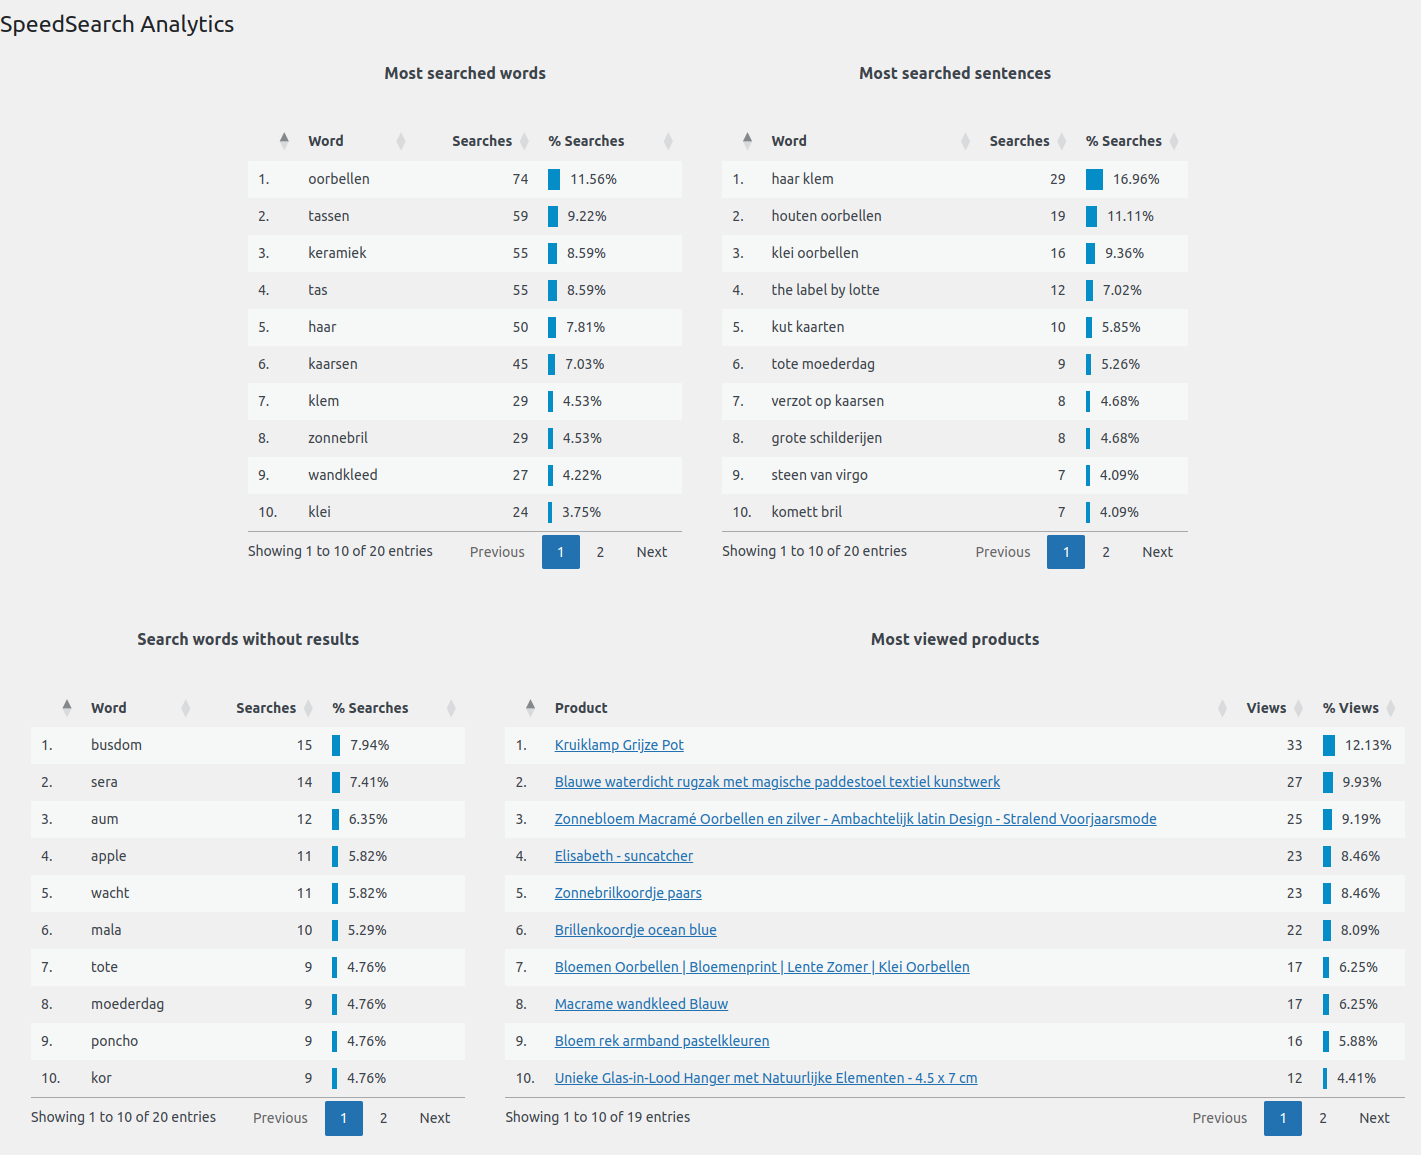 SpeedSearch Analytics
Most searched words
Word Searches % Searches
1. oorbellen 74 11.56%
2. tassen 59 9.22%
3. keramiek 55 8.59%
4. tas 55 8.59%
5. haar 50 7.81%
6. kaarsen 45 7.03%
7. klem 29 4.53%
8. zonnebril 29 4.53%
9. wandkleed 27 4.22%
10. klei 24 3.75%
Showing 1 to 10 of 20 entries Previous 1 2 Next
Most searched sentences
Word Searches % Searches
1. haar klem 29 16.96%
2. houten oorbellen 19 11.11%
3. klei oorbellen 16 9.36%
4. the label by lotte 12 7.02%
5. kut kaarten 10 5.85%
6. tote moederdag 9 5.26%
7. verzot op kaarsen 8 4.68%
8. grote schilderijen 8 4.68%
9. steen van virgo 7 4.09%
10. komett bril 7 4.09%
Showing 1 to 10 of 20 entries Previous 1 2 Next
Search words without results
Word Searches % Searches
1. busdom 15 7.94%
2. sera 14 7.41%
3. aum 12 6.35%
4. apple 11 5.82%
5. wacht 11 5.82%
6. mala 10 5.29%
7. tote 9 4.76%
8. moederdag 9 4.76%
9. poncho 9 4.76%
10. kor 9 4.76%
Showing 1 to 10 of 20 entries Previous 1 2 Next
Most viewed products
Product Views % Views
1. Kruiklamp Grijze Pot 33 12.13%
2. Blauwe waterdicht rugzak met magische paddestoel textiel kunstwerk 27 9.93%
3. Zonnebloem Macramé Oorbellen en zilver - Ambachtelijk latin Design - Stralend Voorjaarsmode 25 9.19%
4. Elisabeth - suncatcher 23 8.46%
5. Zonnebrilkoordje paars 23 8.46%
6. Brillenkoordje ocean blue 22 8.09%
7. Bloemen Oorbellen | Bloemenprint | Lente Zomer | Klei Oorbellen 17 6.25%
8. Macrame wandkleed Blauw 17 6.25%
9. Bloem rek armband pastelkleuren 16 5.88%
10. Unieke Glas-in-Lood Hanger met Natuurlijke Elementen - 4.5 x 7 cm 12 4.41%
Showing 1 to 10 of 19 entries Previous 1 2 Next